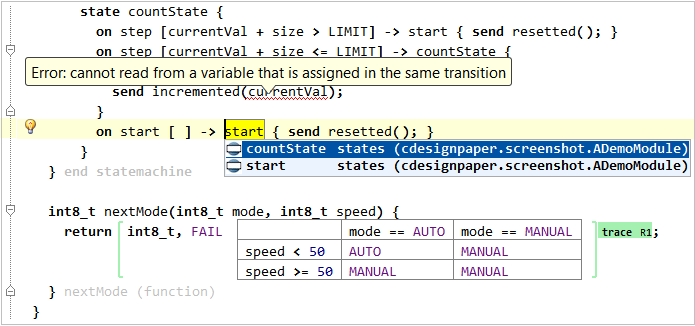 state countState {
on step [currentVal + size > LIMIT] -> start { send resetted(); }
on step [currentVal + size <= LIMIT] -> countState {
Error: cannot read from a variable that is assigned in the same transition
send incremented(currentVal);
}
on start [ ] -> start { send resetted(); }
}
countState states (cdesignpaper.screenshot.ADemoModule)
start states (cdesignpaper.screenshot.ADemoModule)
} end statemachine
int8_t nextMode(int8_t mode, int8_t speed) {
return int8_t, FAIL mode == AUTO mode == MANUAL trace R1;
speed < 50 AUTO MANUAL
speed >= 50 MANUAL MANUAL
} nextMode (function)
}